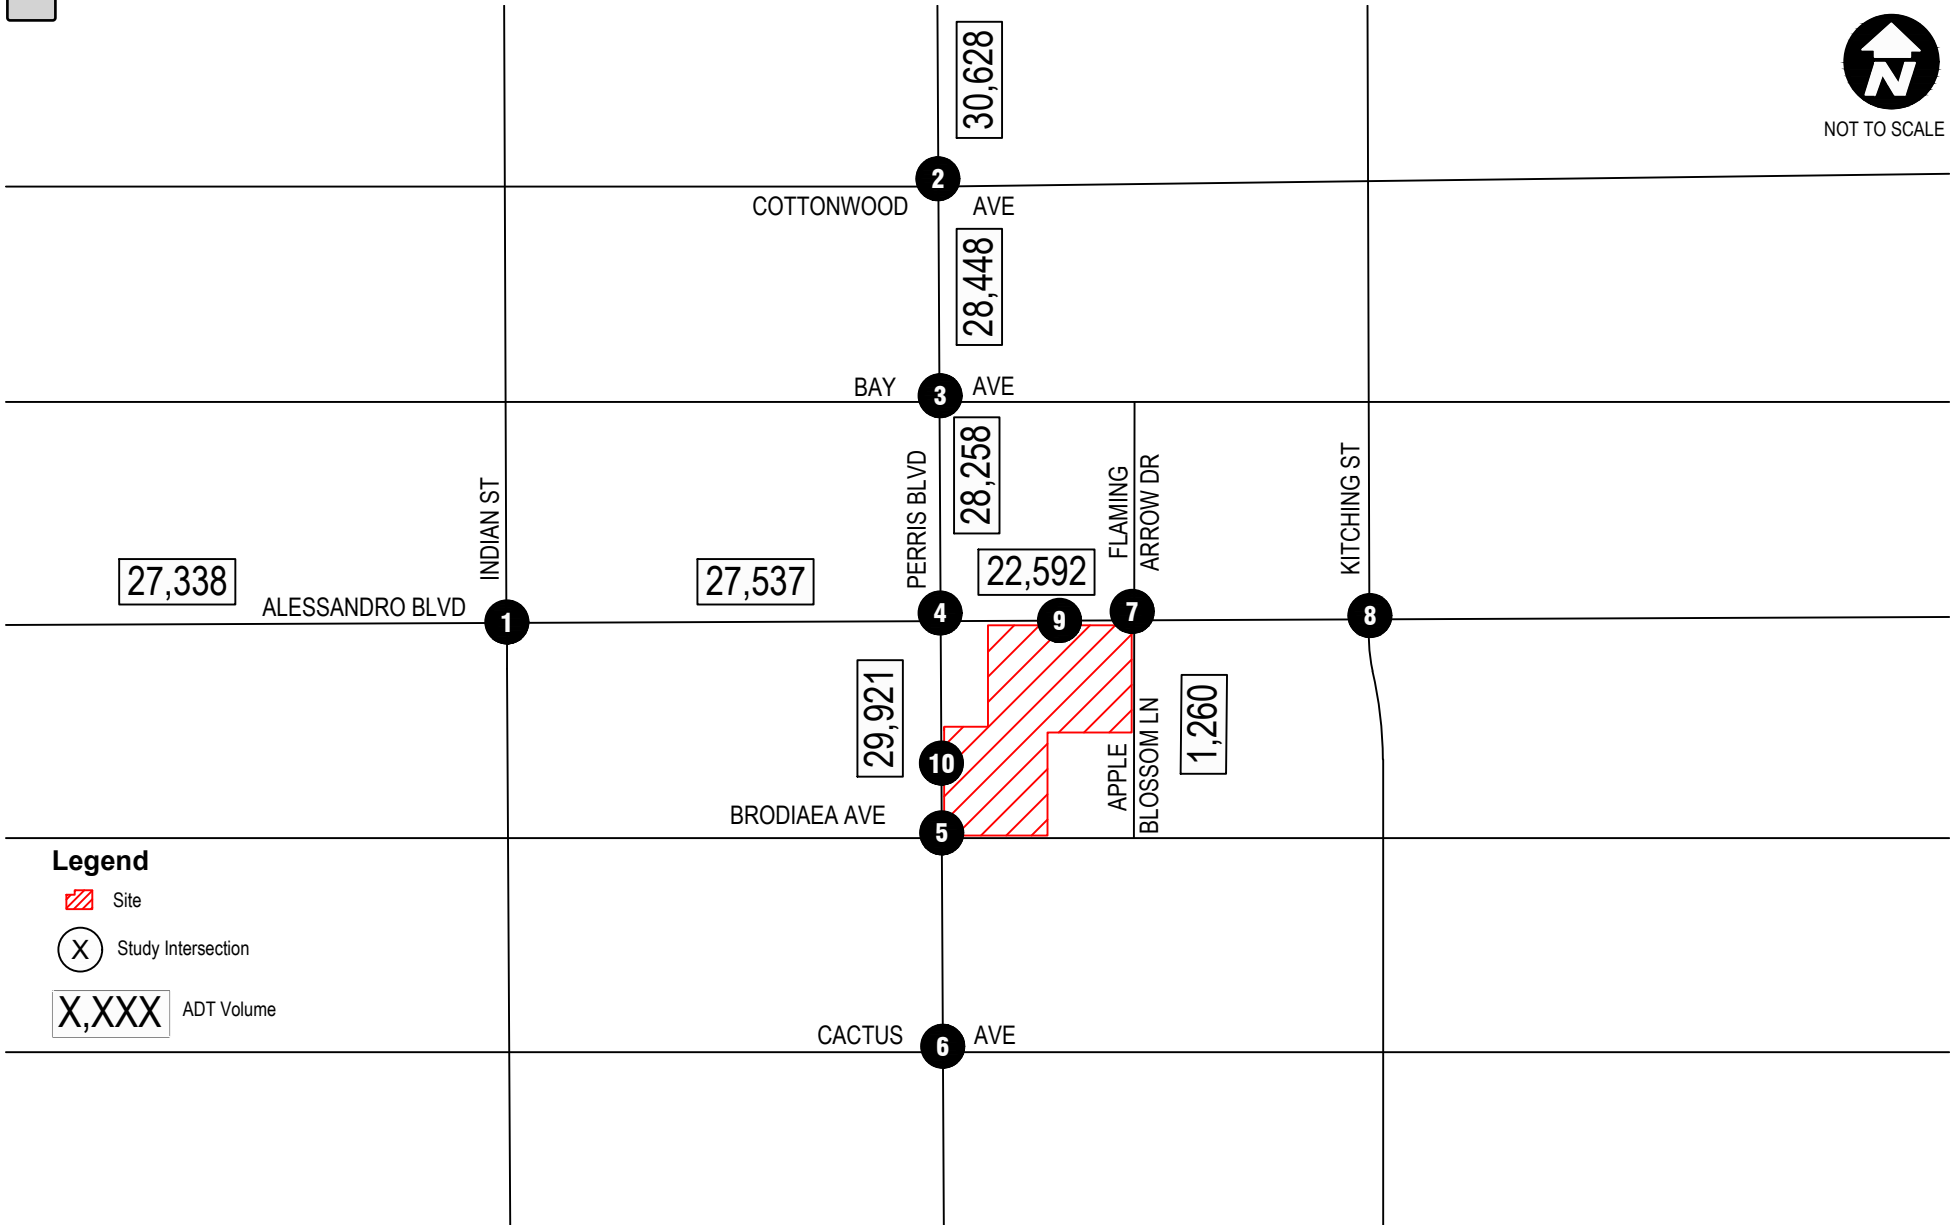 30,628
N
NOT TO SCALE
2
COTTONWOOD AVE
28,448
BAY AVE
3
28,258
PERRIS BLVD
INDIAN ST
FLAMING
ARROW DR
KITCHING ST
27,338
27,537
22,592
ALESSANDRO BLVD
1
4
9
7
8
29,921
1,260
10
APPLE
BLOSSOM LN
BRODIAEA AVE
5
Legend
Site
X
Study Intersection
X,XXX
ADT Volume
CACTUS AVE
6